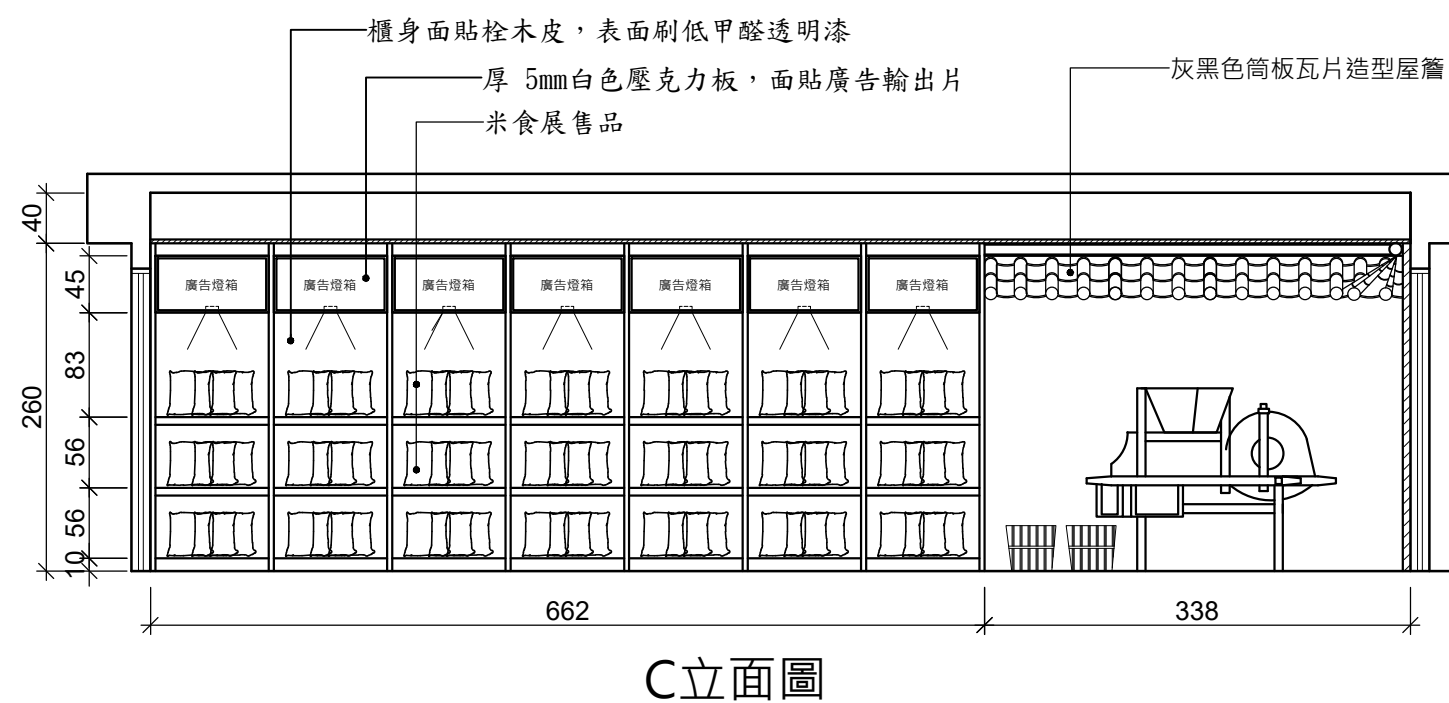 櫃身面貼栓木皮，表面刷低甲醛透明漆
厚 5mm白色壓克力板，面貼廣告輸出片
灰黑色筒板瓦片造型屋簷
米食展售品
40
45
廣告燈箱 廣告燈箱 廣告燈箱 廣告燈箱 廣告燈箱 廣告燈箱 廣告燈箱
83
260
56
56
10
662 338
C立面圖